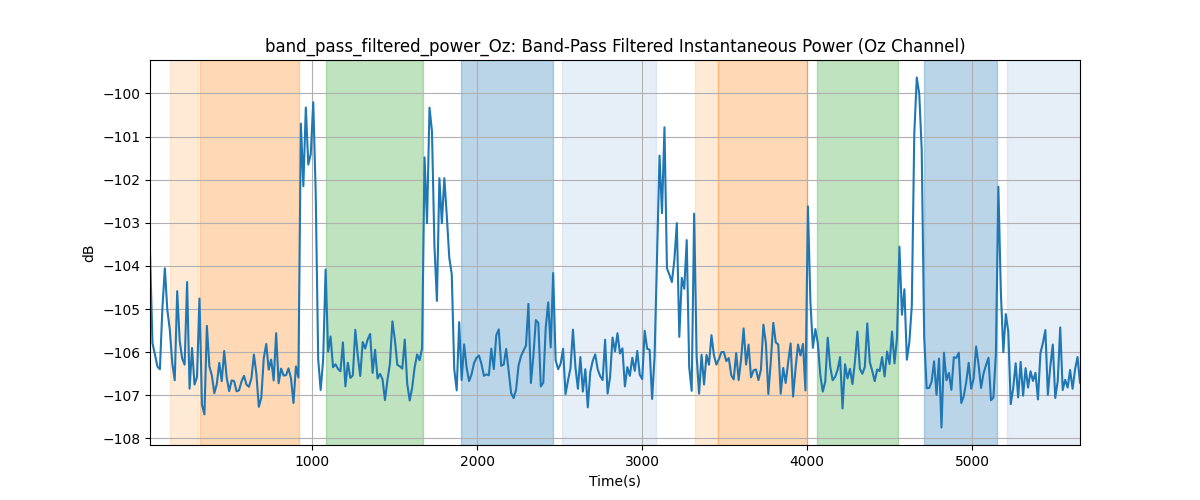 band_pass_filtered_power_Oz: Band-Pass Filtered Instantaneous Power (Oz Channel)
−100
−101
−102
−103
−104
−105
−106
−107
−108
dB
1000 2000 3000 4000 5000
Time(s)